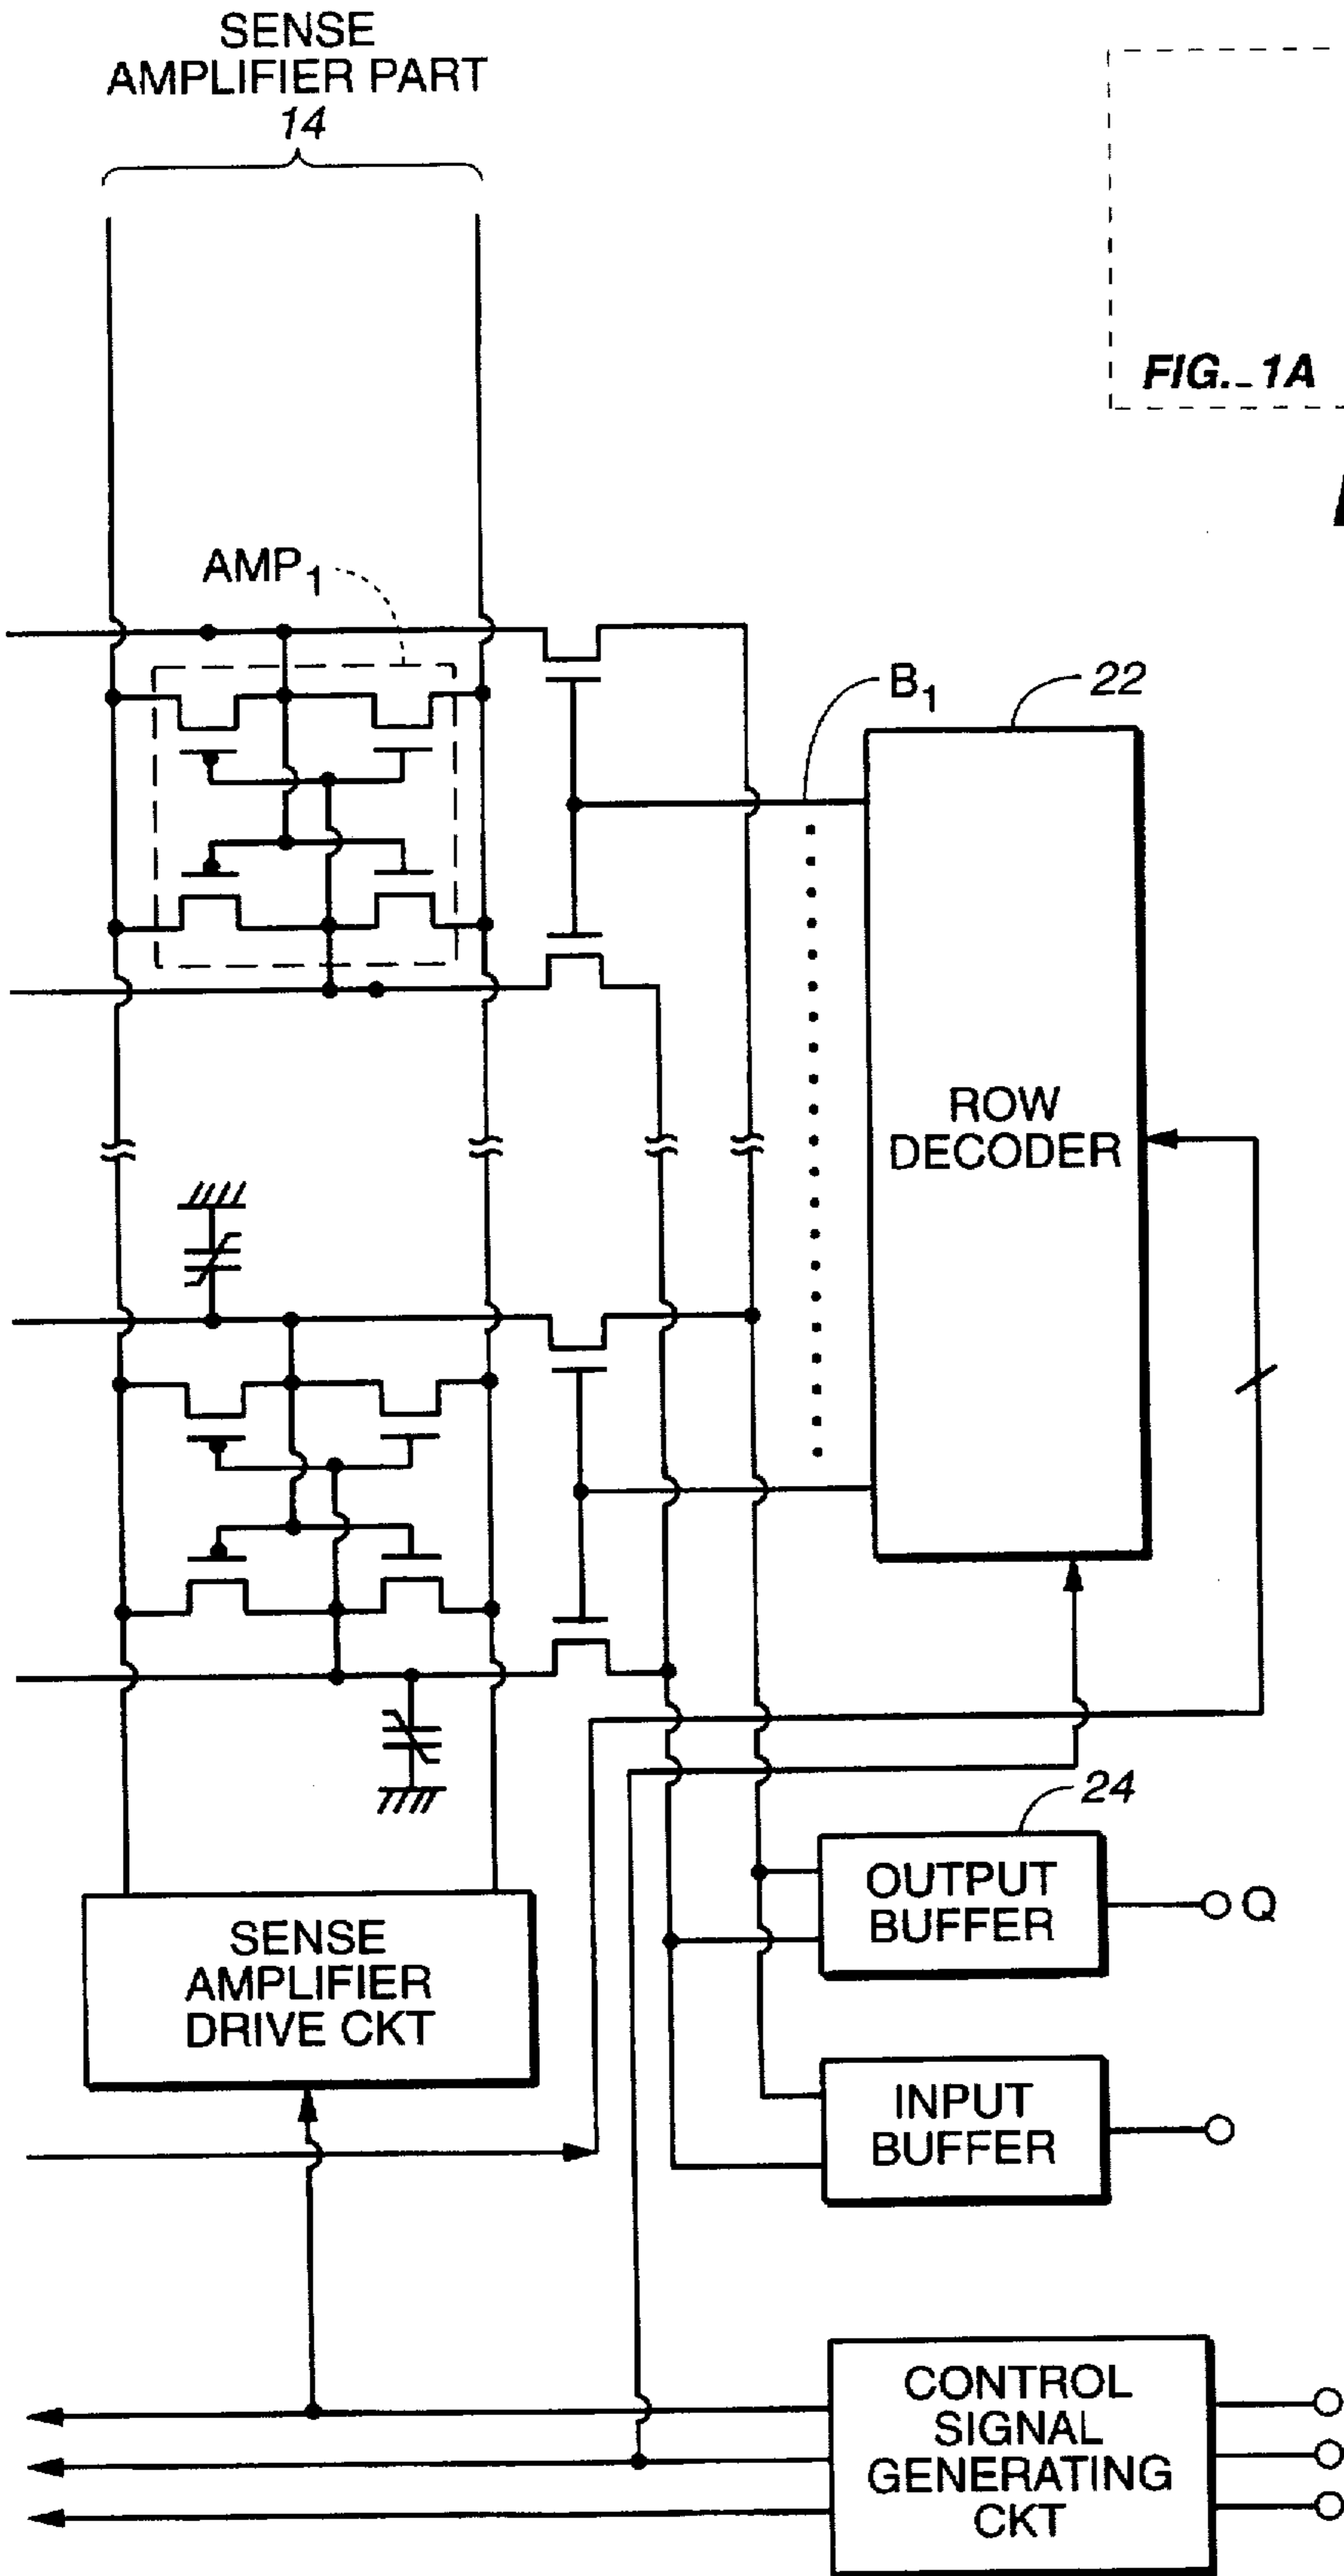 SENSE
AMPLIFIER PART
14
FIG._1A
AMP1
B1
22
ROW
DECODER
24
OUTPUT
BUFFER
Q
SENSE
AMPLIFIER
DRIVE CKT
INPUT
BUFFER
CONTROL
SIGNAL
GENERATING
CKT